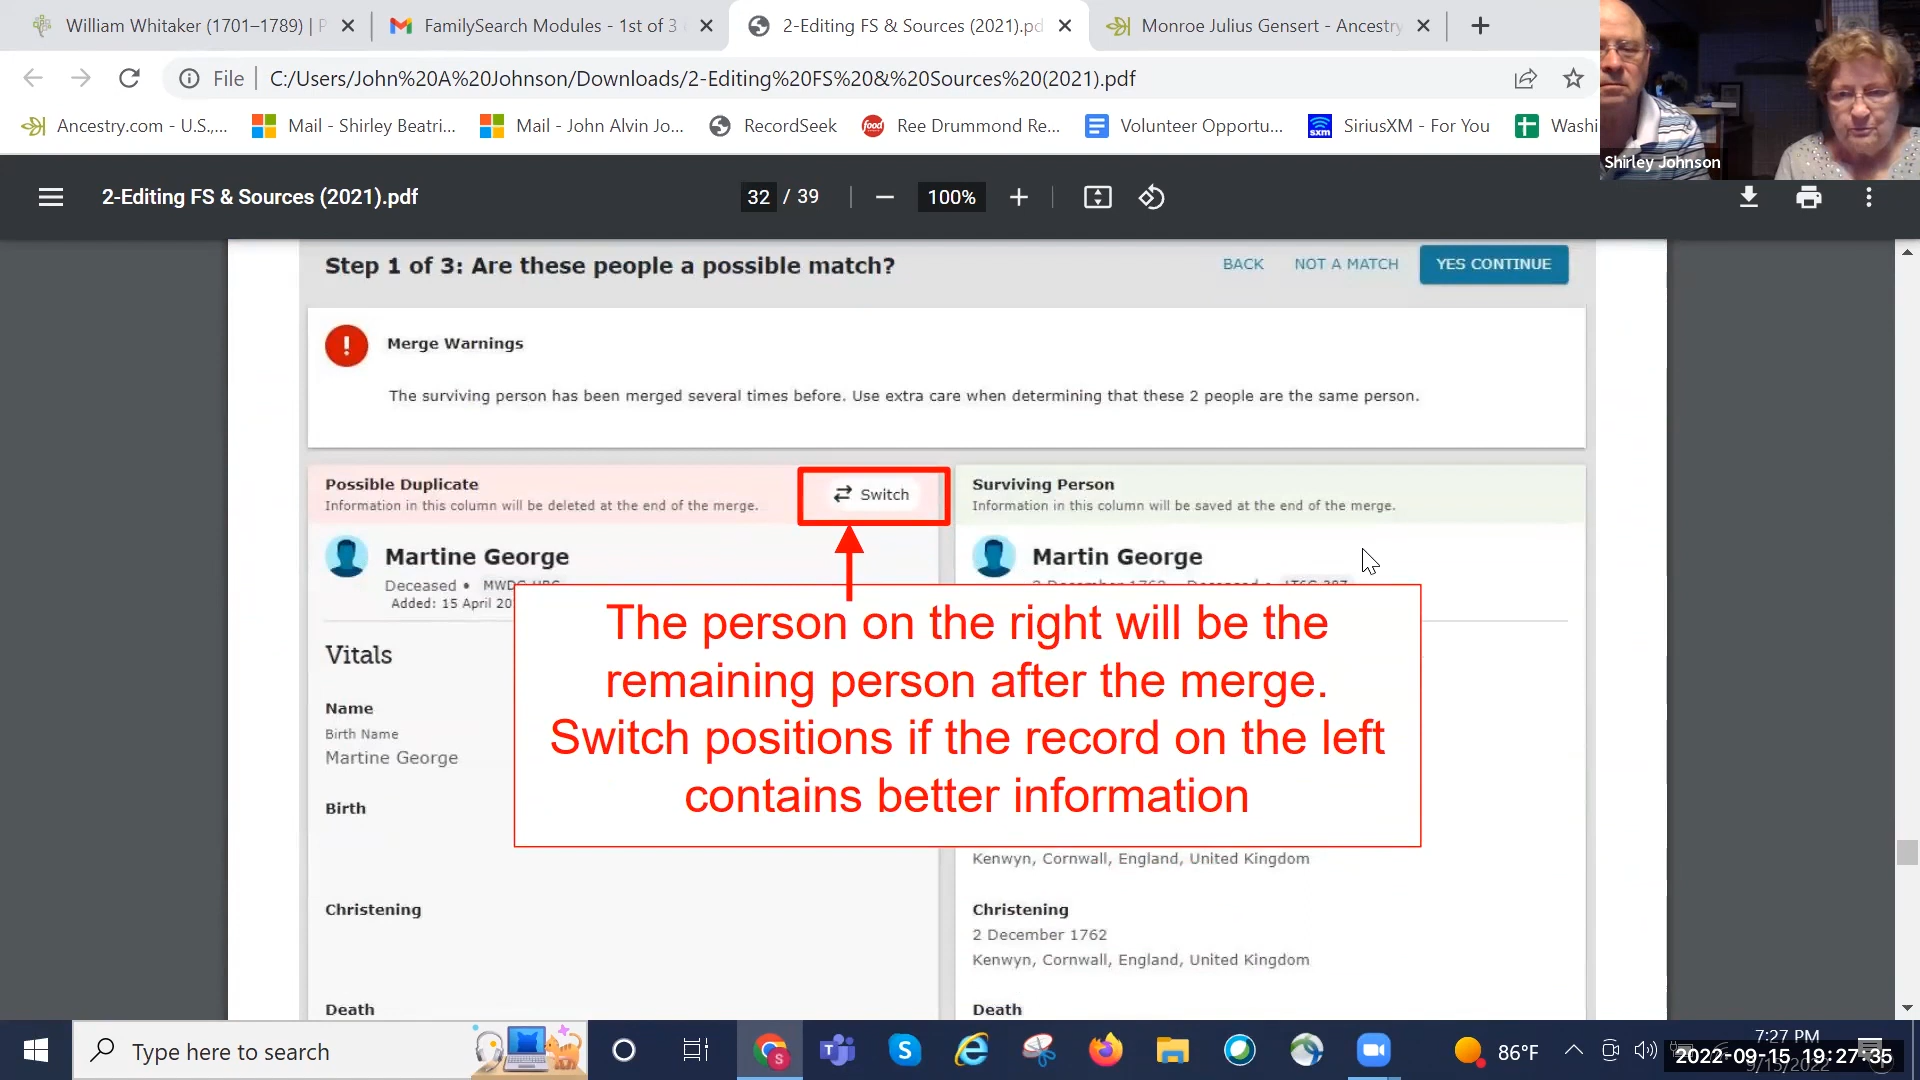 William Whitaker (1701–1789) | P
FamilySearch Modules - 1st of 3
2-Editing FS & Sources (2021).pd
Monroe Julius Gensert - Ancestry
File
C:/Users/John%20A%20Johnson/Downloads/2-Editing%20FS%20&%20Sources%20(2021).pdf
Ancestry.com - U.S.,...
Mail - Shirley Beatri...
Mail - John Alvin Jo...
RecordSeek
food
Ree Drummond Re...
Volunteer Opportu...
sxm
SiriusXM - For You
Washi
Shirley Johnson
2-Editing FS & Sources (2021).pdf
32 / 39
100%
Step 1 of 3: Are these people a possible match?
BACK
NOT A MATCH
YES CONTINUE
Merge Warnings
The surviving person has been merged several times before. Use extra care when determining that these 2 people are the same person.
Possible Duplicate
Information in this column will be deleted at the end of the merge.
Switch
Surviving Person
Information in this column will be saved at the end of the merge.
Martine George
Deceased •
Added: 15 April 20
Martin George
2 December 1762
Deceased •
The person on the right will be the
remaining person after the merge.
Switch positions if the record on the left
contains better information
Vitals
Name
Birth Name
Martine George
Birth
Kenwyn, Cornwall, England, United Kingdom
Christening
Christening
2 December 1762
Kenwyn, Cornwall, England, United Kingdom
Death
Death
Type here to search
86°F
7:27 PM
9/15/2022
2022-09-15 19:27:35